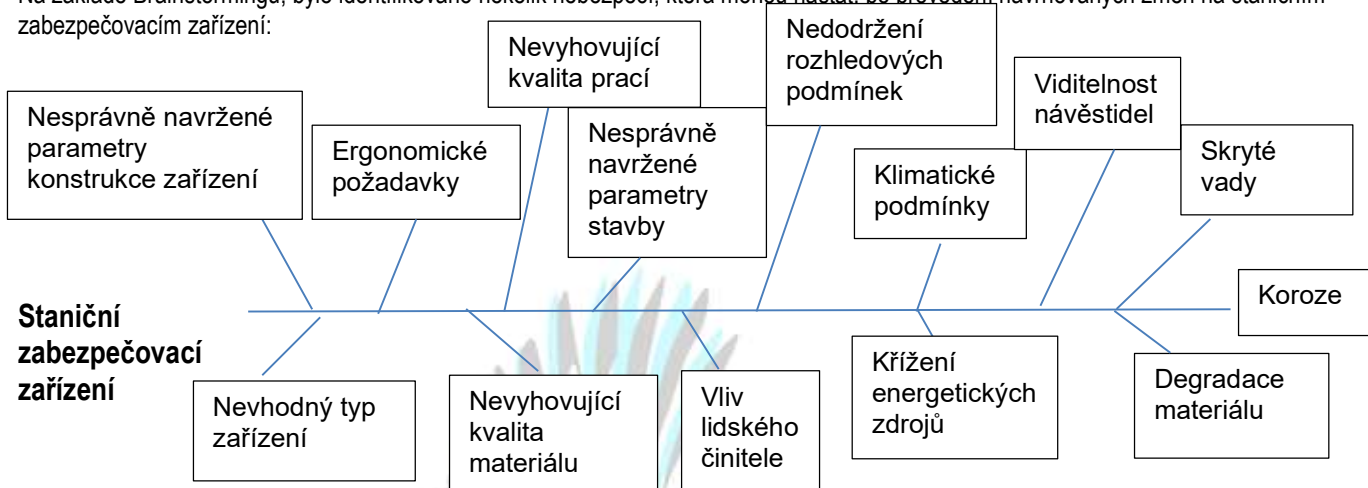 zabezpečovacím zařízení:
Nesprávně navržené
parametry
konstrukce zařízení
Ergonomické
požadavky
Nevyhovující
kvalita prací
Nesprávně
navržené
parametry
stavby
Nedodržení
rozhledových
podmínek
Klimatické
podmínky
Viditelnost
návěstidel
Skryté
vady
Koroze
Staniční
zabezpečovací
zařízení
Nevhodný typ
zařízení
Nevyhovující
kvalita
materiálu
Vliv
lidského
činitele
Křížení
energetických
zdrojů
Degradace
materiálu